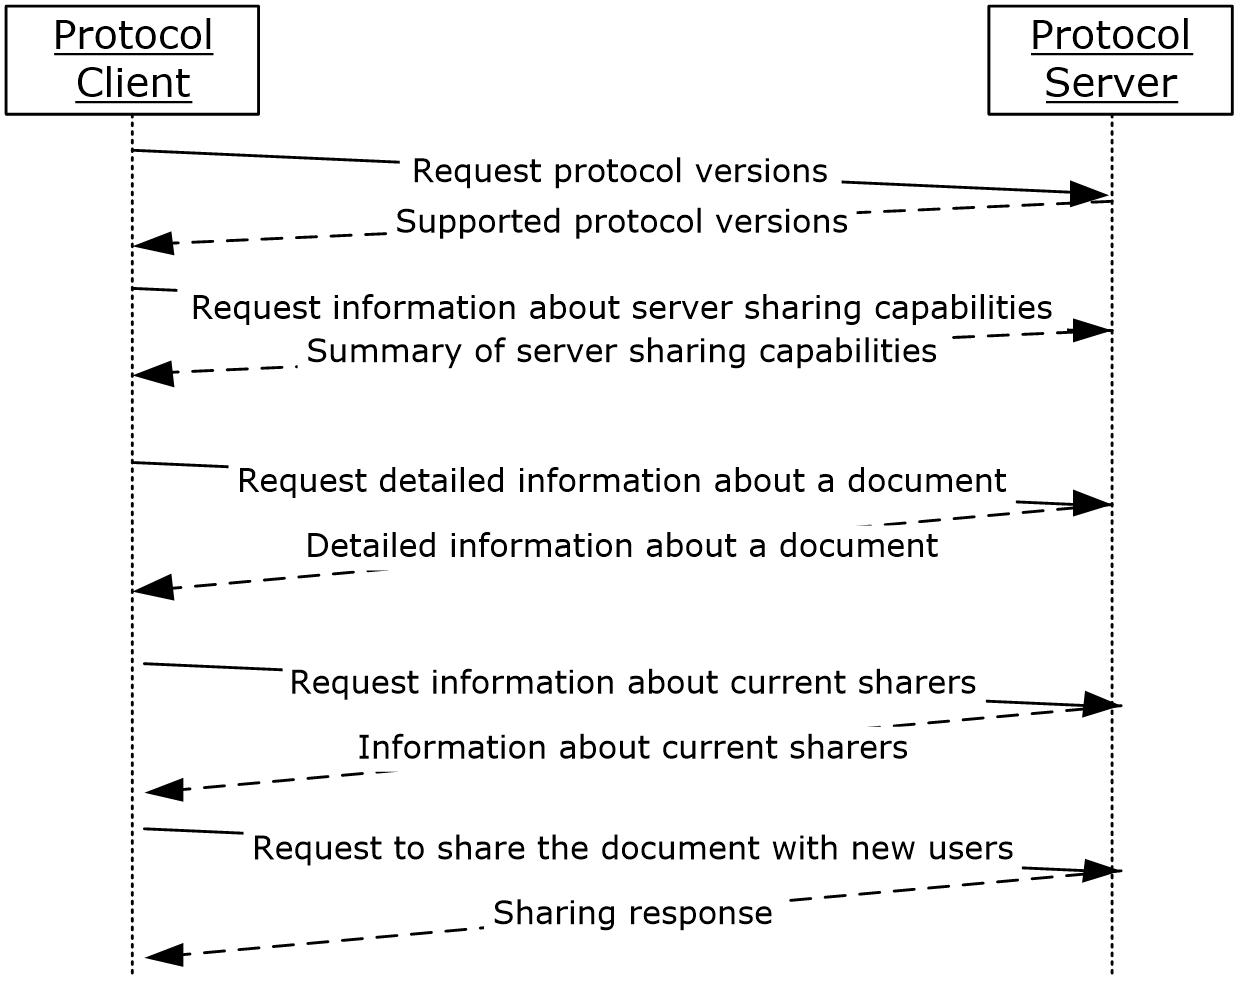 Protocol
Client
Protocol
Server
Request protocol versions
Supported protocol versions
Request information about server sharing capabilities
Summary of server sharing capabilities
Request detailed information about a document
Detailed information about a document
Request information about current sharers
Information about current sharers
Request to share the document with new users
Sharing response